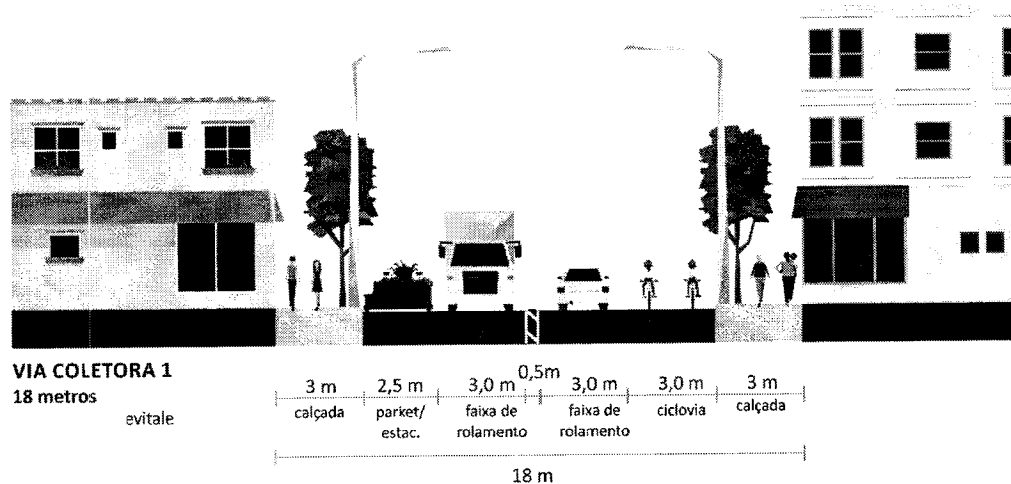 VIA COLETORA 1
18 metros
evitale
3 m
calçada
2,5 m
parket/
estac.
3,0 m
faixa de
rolamento
0,5m
3,0 m
faixa de
rolamento
3,0 m
ciclovia
3 m
calçada
18 m